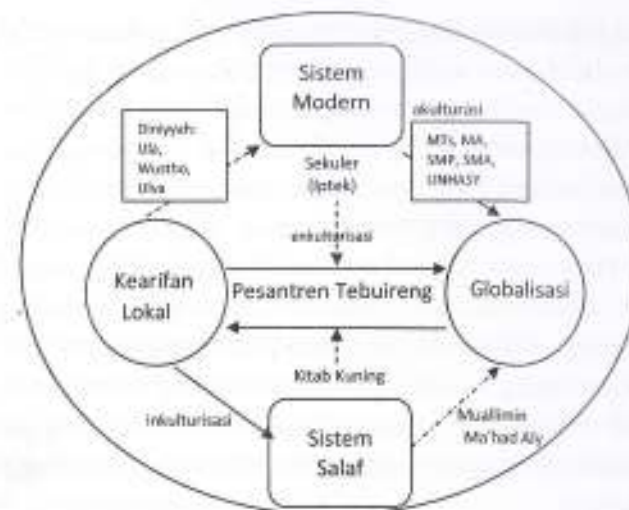 Sistem
Modern
akulturasi
Diniyyah:
Ula,
Wustho,
Ulya
MTs, MA,
SMP, SMA,
UNHASY
Sekuler
(Iptek)
enkulturisasi
Kearifan
Lokal
Pesantren Tebuireng
Globalisasi
Kitab Kuning
inkulturisasi
Sistem
Salaf
Muallimin
Ma'had Aly